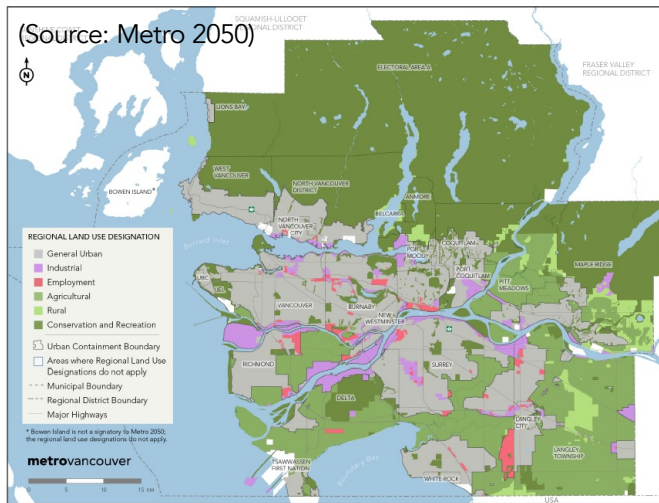 (Source: Metro 2050)
SQUAMISH-LILLOOET
REGIONAL DISTRICT
FRASER VALLEY
REGIONAL DISTRICT
N
ELECTORAL AREA A
LIONS BAY
WEST
VANCOUVER
NORTH VANCOUVER
DISTRICT
BOWEN ISLAND*
ANMORE
BELCARRA
NORTH
VANCOUVER
CITY
Burrard Inlet
PORT
MOODY
COQUITLAM
PORT
COQUITLAM
MAPLE RIDGE
PITT
MEADOWS
UBC
UEL
VANCOUVER
BURNABY
NEW
WESTMINSTER
RICHMOND
SURREY
DELTA
LANGLEY
CITY
LANGLEY
TOWNSHIP
TSAWWASSEN
FIRST NATION
Boundary Bay
WHITE ROCK
USA
REGIONAL LAND USE DESIGNATION
General Urban
Industrial
Employment
Agricultural
Rural
Conservation and Recreation
Urban Containment Boundary
Areas where Regional Land Use
Designations do not apply
Municipal Boundary
Regional District Boundary
Major Highways
* Bowen Island is not a signatory to Metro 2050;
the regional land use designations do not apply.
metrovancouver
0 5 10 15 KM